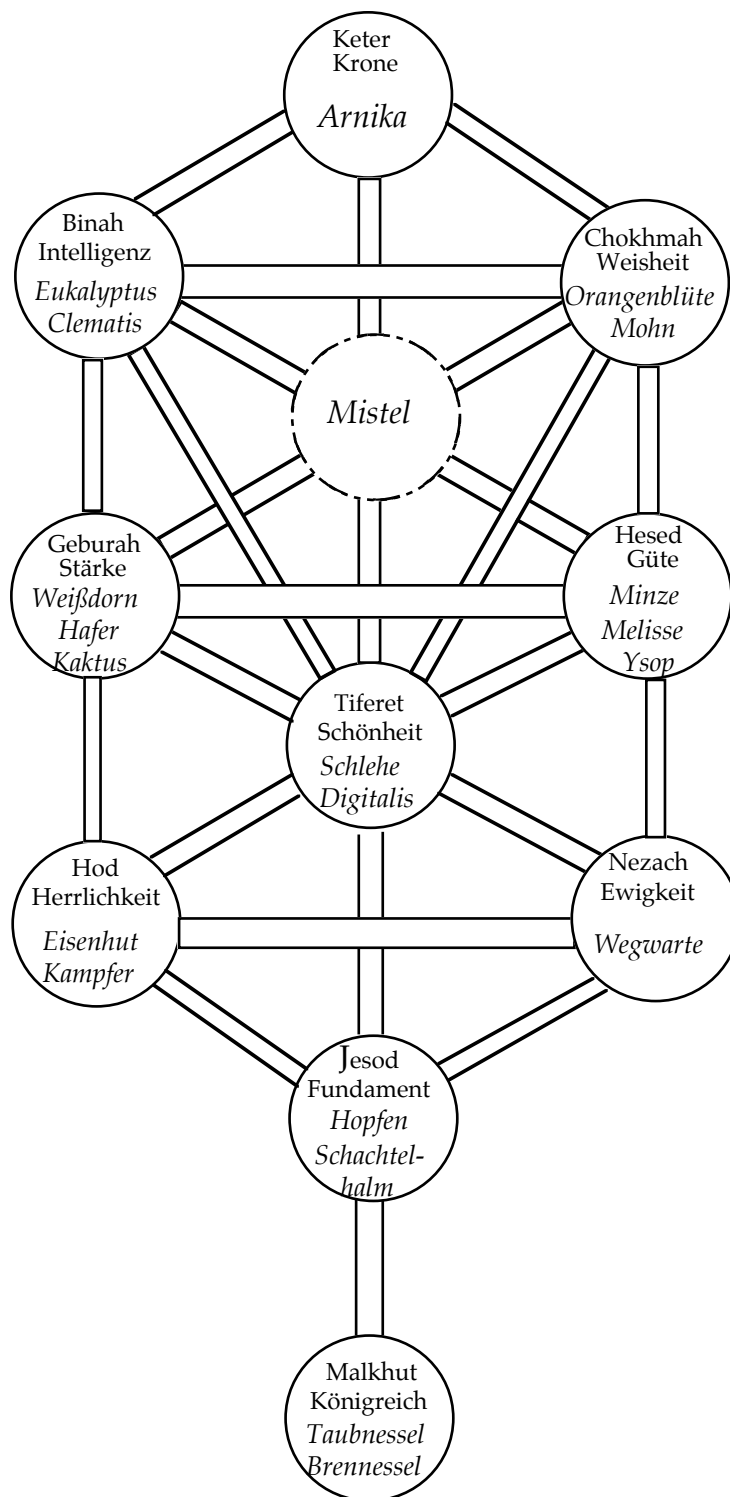 Keter
Krone
Arnika
Binah
Intelligenz
Eukalyptus
Clematis
Chokhmah
Weisheit
Orangenblüte
Mohn
Mistel
Geburah
Stärke
Weißdorn
Hafer
Kaktus
Hesed
Güte
Minze
Melisse
Ysop
Tiferet
Schönheit
Schlehe
Digitalis
Hod
Herrlichkeit
Eisenhut
Kampfer
Nezach
Ewigkeit
Wegwarte
Jesod
Fundament
Hopfen
Schachtel-
halm
Malkhut
Königreich
Taubnessel
Brennessel